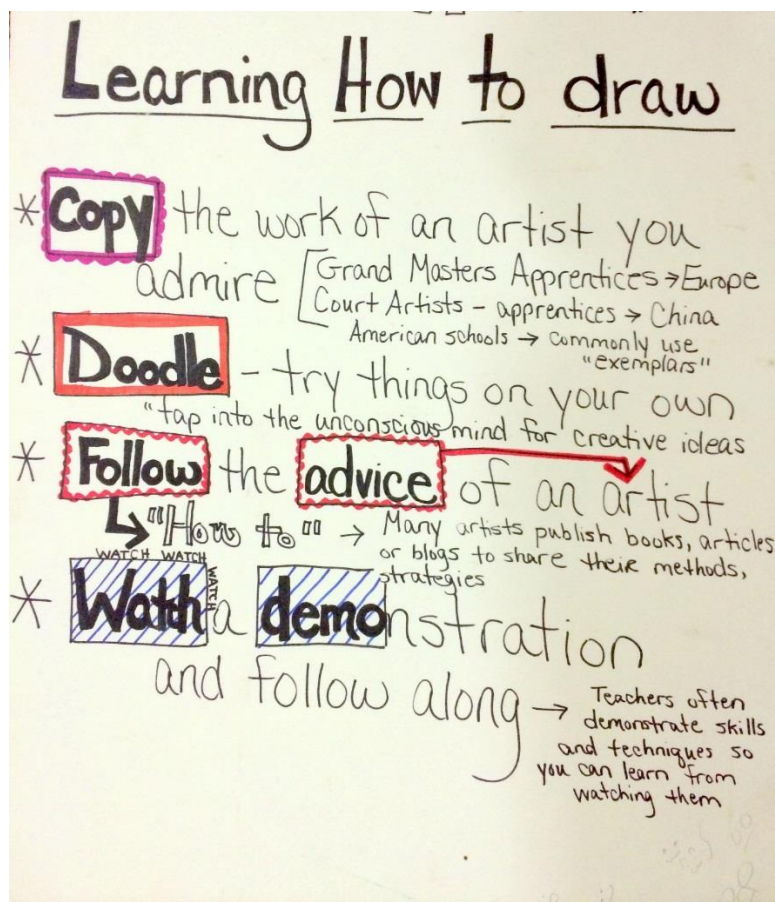 Learning How to draw
* Copy the work of an artist you
admire [Grand Masters Apprentices → Europe
Court Artists - apprentices → China
American schools → commonly use
"exemplars"
* Doodle - try things on your own
"tap into the unconscious mind for creative ideas
* Follow the advice of an artist
"How to" → Many artists publish books, articles
or blogs to share their methods,
strategies
WATCH WATCH
WATCH
* Watch a demonstration
and follow along → Teachers often
demonstrate skills
and techniques so
you can learn from
watching them